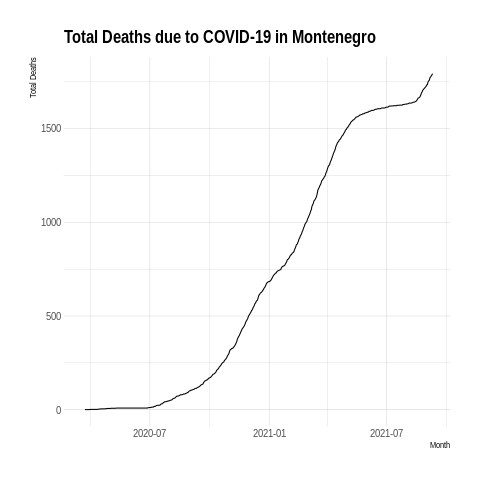 Total Deaths due to COVID-19 in Montenegro
Total Deaths
1500
1000
500
0
2020-07
2021-01
2021-07
Month